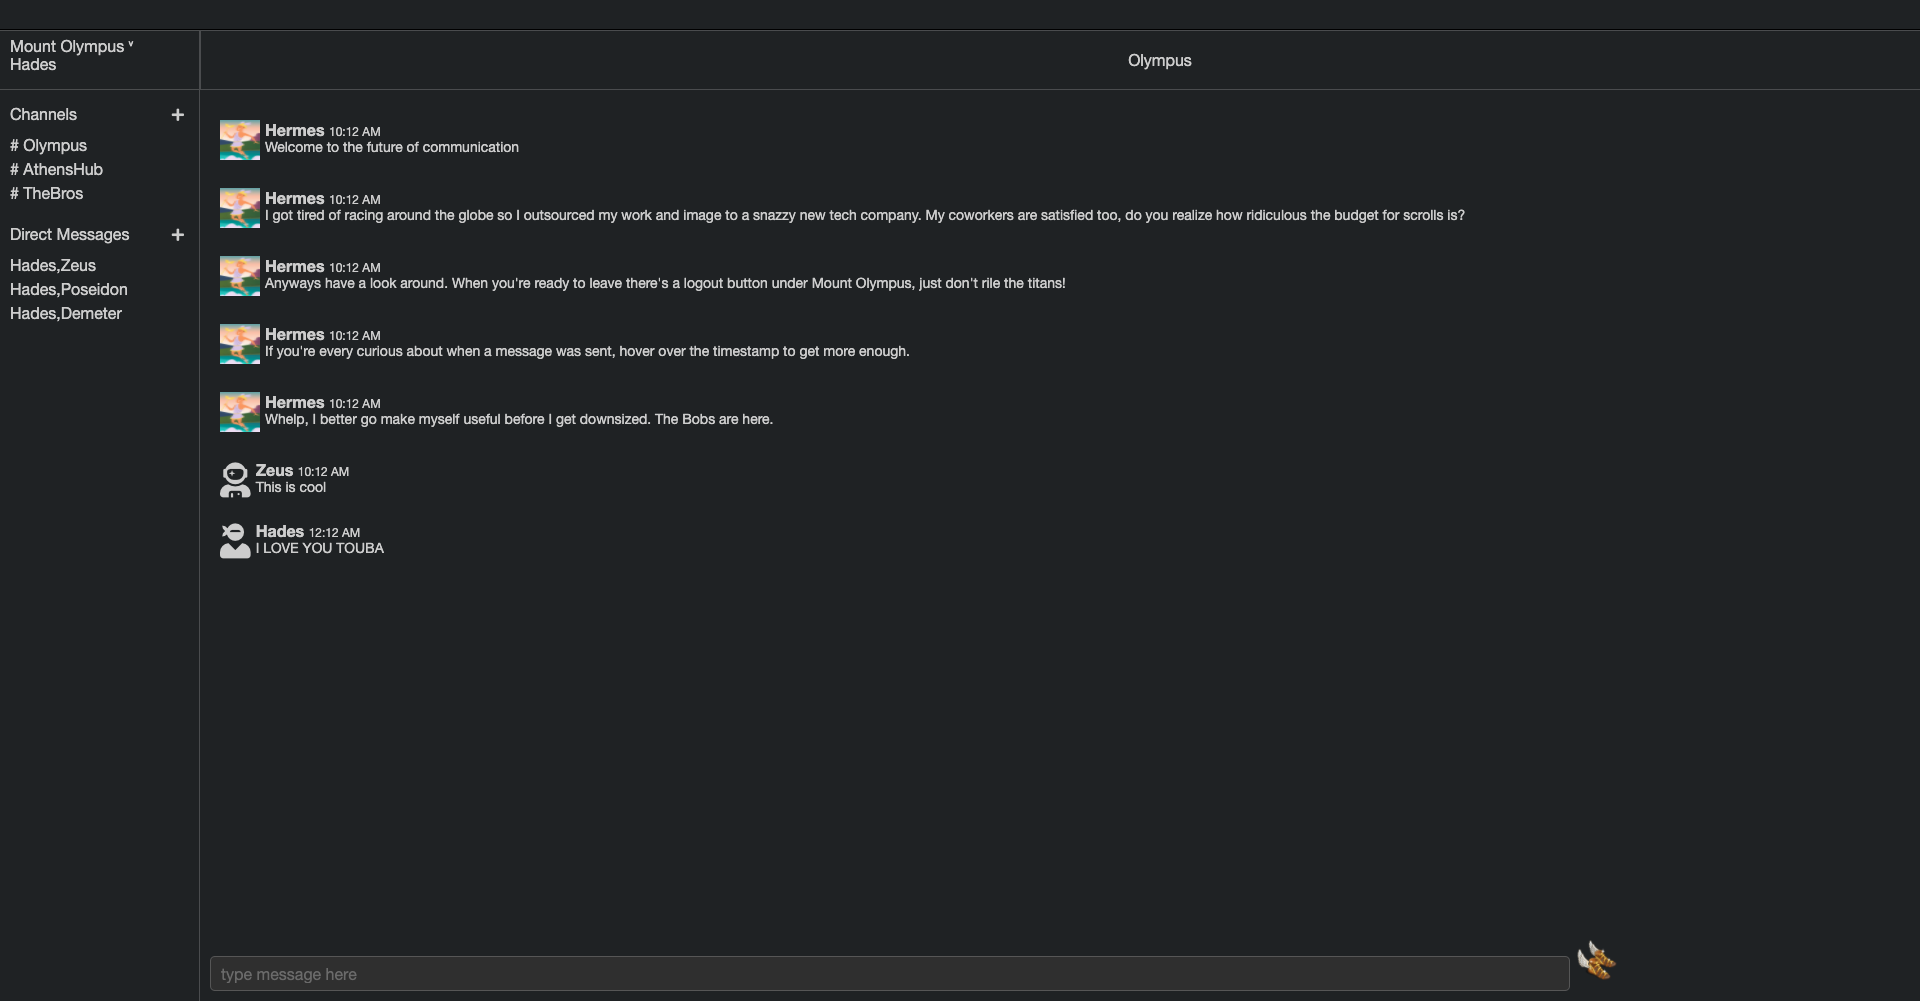 Mount Olympus ˅
Hades
Olympus
Channels +
# Olympus
# AthensHub
# TheBros
Direct Messages +
Hades,Zeus
Hades,Poseidon
Hades,Demeter
Hermes 10:12 AM
Welcome to the future of communication
Hermes 10:12 AM
I got tired of racing around the globe so I outsourced my work and image to a snazzy new tech company. My coworkers are satisfied too, do you realize how ridiculous the budget for scrolls is?
Hermes 10:12 AM
Anyways have a look around. When you're ready to leave there's a logout button under Mount Olympus, just don't rile the titans!
Hermes 10:12 AM
If you're every curious about when a message was sent, hover over the timestamp to get more enough.
Hermes 10:12 AM
Whelp, I better go make myself useful before I get downsized. The Bobs are here.
Zeus 10:12 AM
This is cool
Hades 12:12 AM
I LOVE YOU TOUBA
type message here